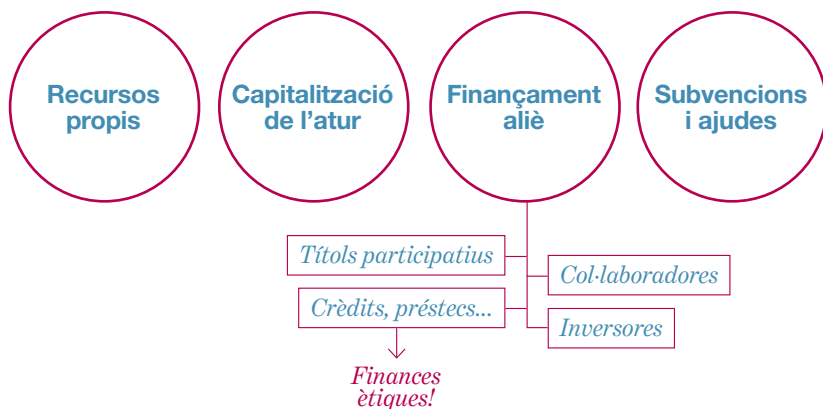 Recursos
propis
Capitalització
de l'atur
Finançament
aliè
Subvencions
i ajudes
Títols participatius
Col·laboradores
Crèdits, préstecs...
Inversores
Finances
ètiques!